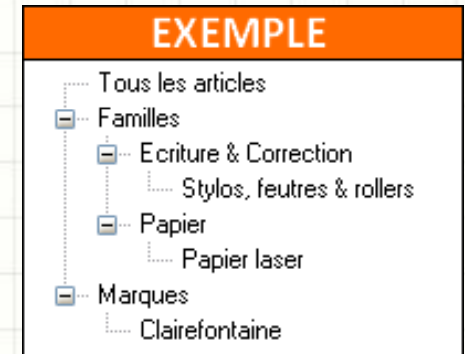 EXEMPLE
Tous les articles
Familles
Ecriture & Correction
Stylos, feutres & rollers
Papier
Papier laser
Marques
Clairefontaine